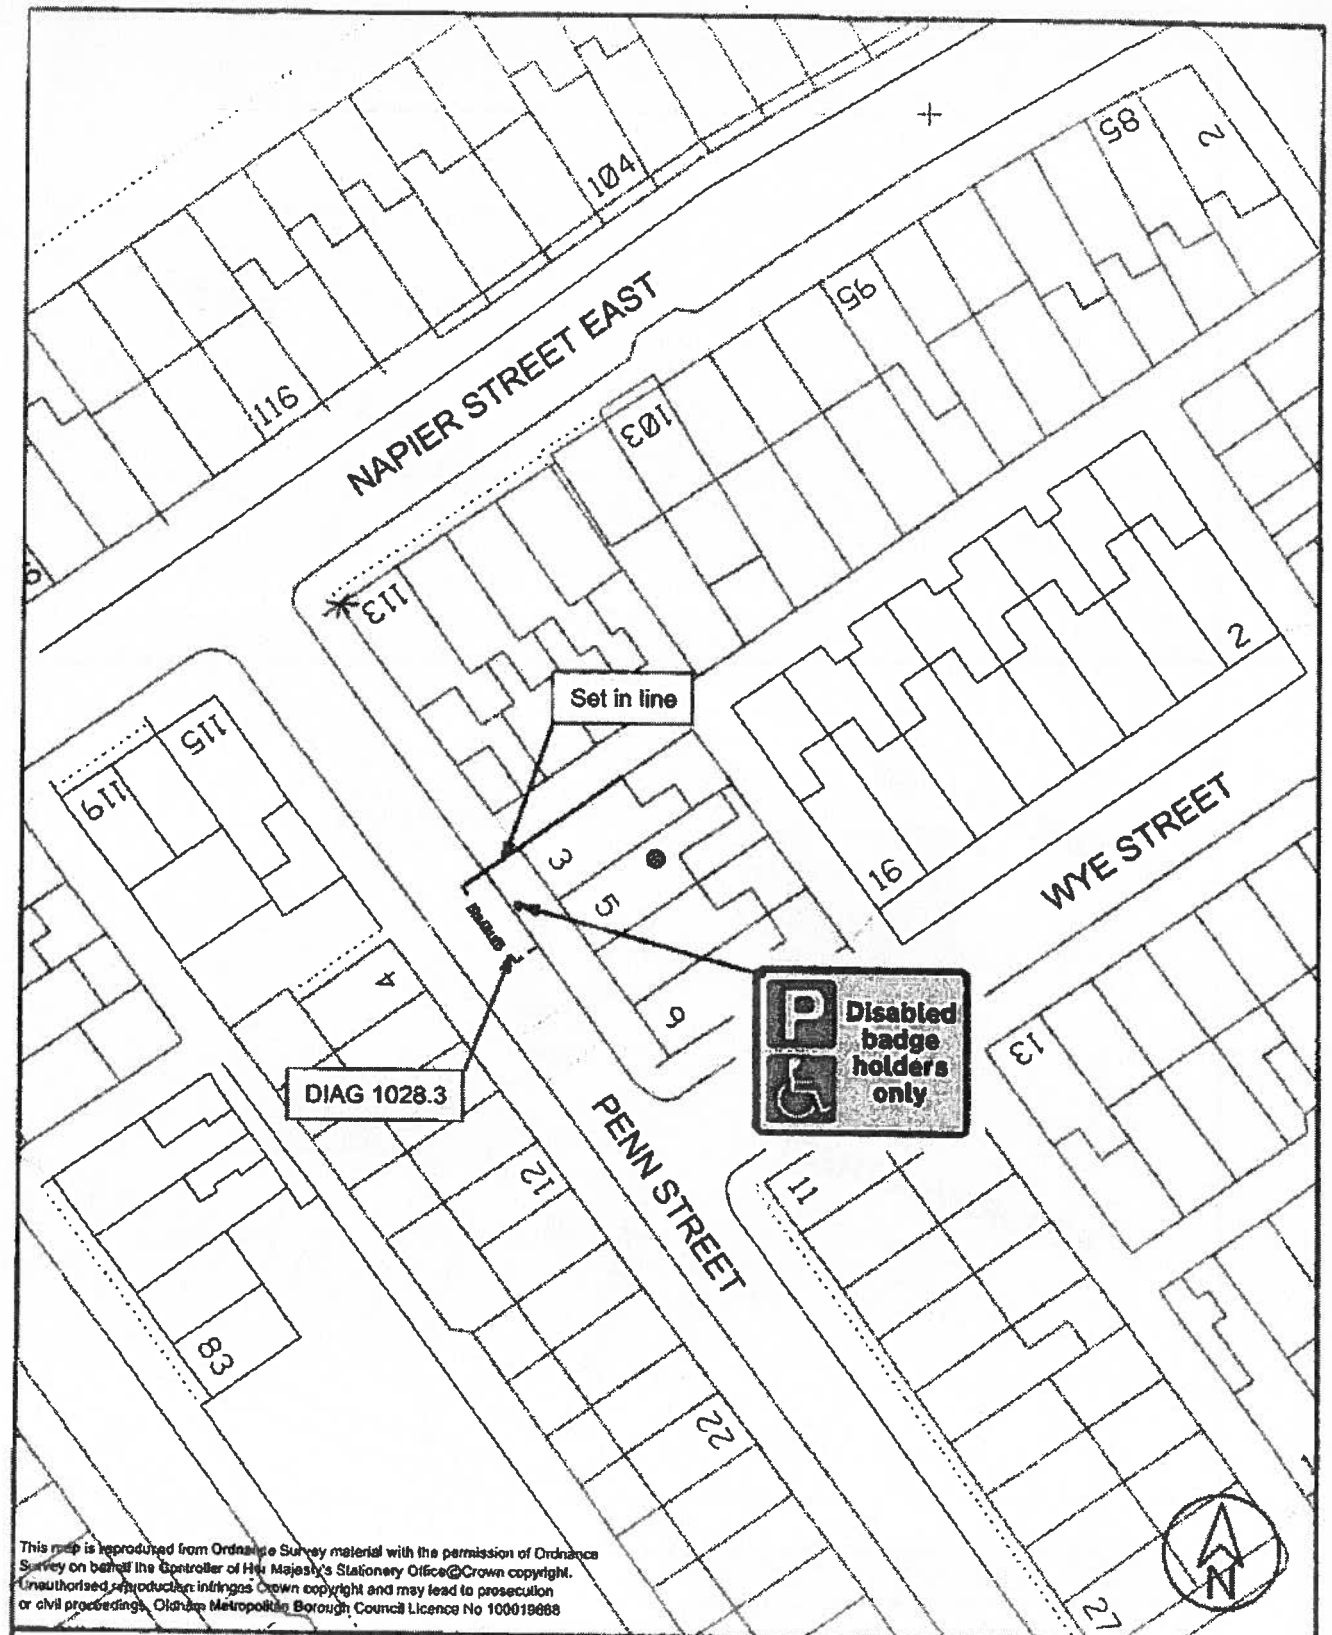 104
85
2
95
116
NAPIER STREET EAST
103
113
2
Set in line
115
119
3
5
16
WYE STREET
4
9
P Disabled
badge
holders
only
13
DIAG 1028.3
PENN STREET
11
12
83
22
27
N
This map is reproduced from Ordnance Survey material with the permission of Ordnance
Survey on behalf the Controller of Her Majesty's Stationery Office©Crown copyright.
Unauthorised reproduction infringes Crown copyright and may lead to prosecution
or civil proceedings. Oldham Metropolitan Borough Council Licence No 100019668